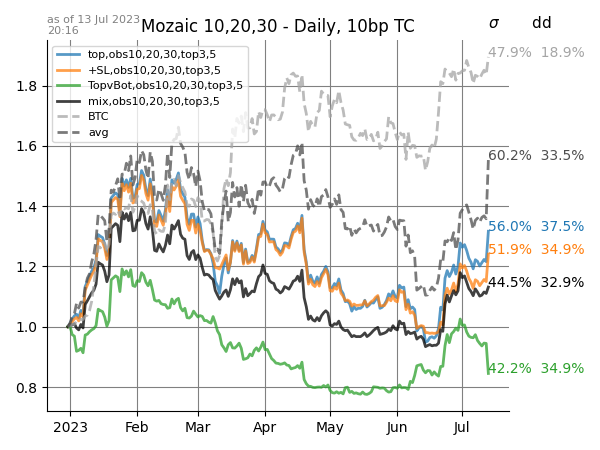 as of 13 Jul 2023
20:16
Mozaic 10,20,30 - Daily, 10bp TC
σ dd
top,obs10,20,30,top3,5
+SL,obs10,20,30,top3,5
TopvBot,obs10,20,30,top3,5
mix,obs10,20,30,top3,5
BTC
avg
47.9% 18.9%
60.2% 33.5%
56.0% 37.5%
51.9% 34.9%
44.5% 32.9%
42.2% 34.9%
1.8
1.6
1.4
1.2
1.0
0.8
2023 Feb Mar Apr May Jun Jul